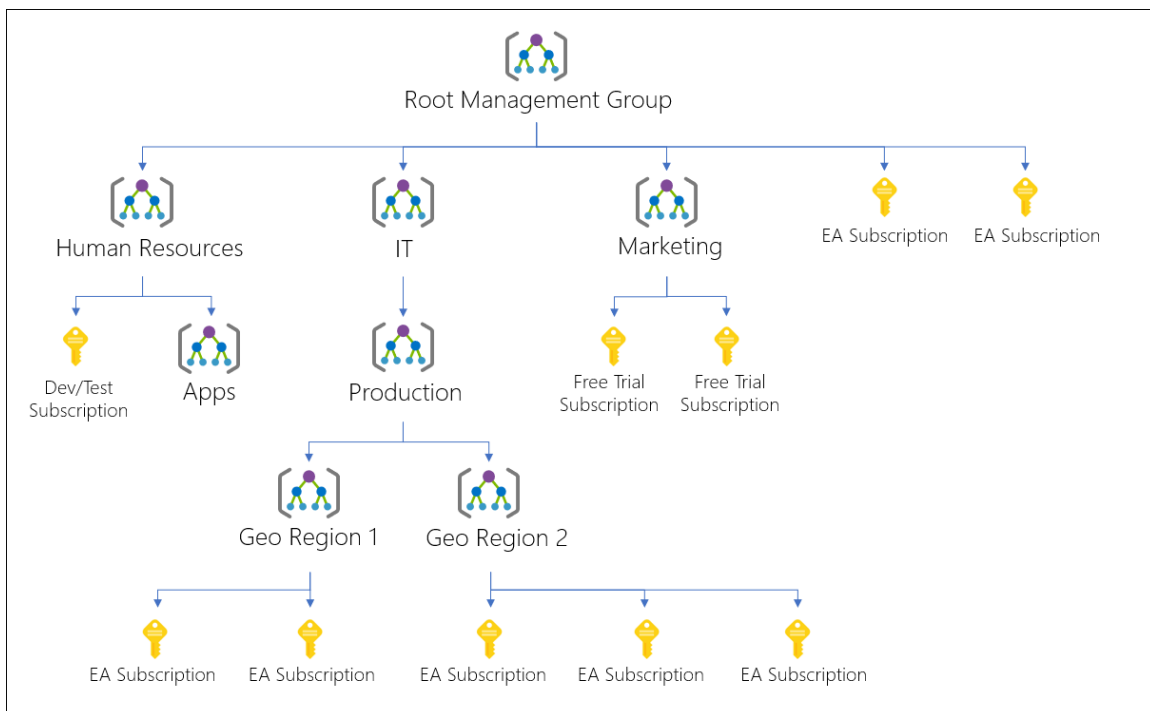 Root Management Group
Human Resources
IT
Marketing
EA Subscription
EA Subscription
Dev/Test
Subscription
Apps
Production
Free Trial
Subscription
Free Trial
Subscription
Geo Region 1
Geo Region 2
EA Subscription
EA Subscription
EA Subscription
EA Subscription
EA Subscription